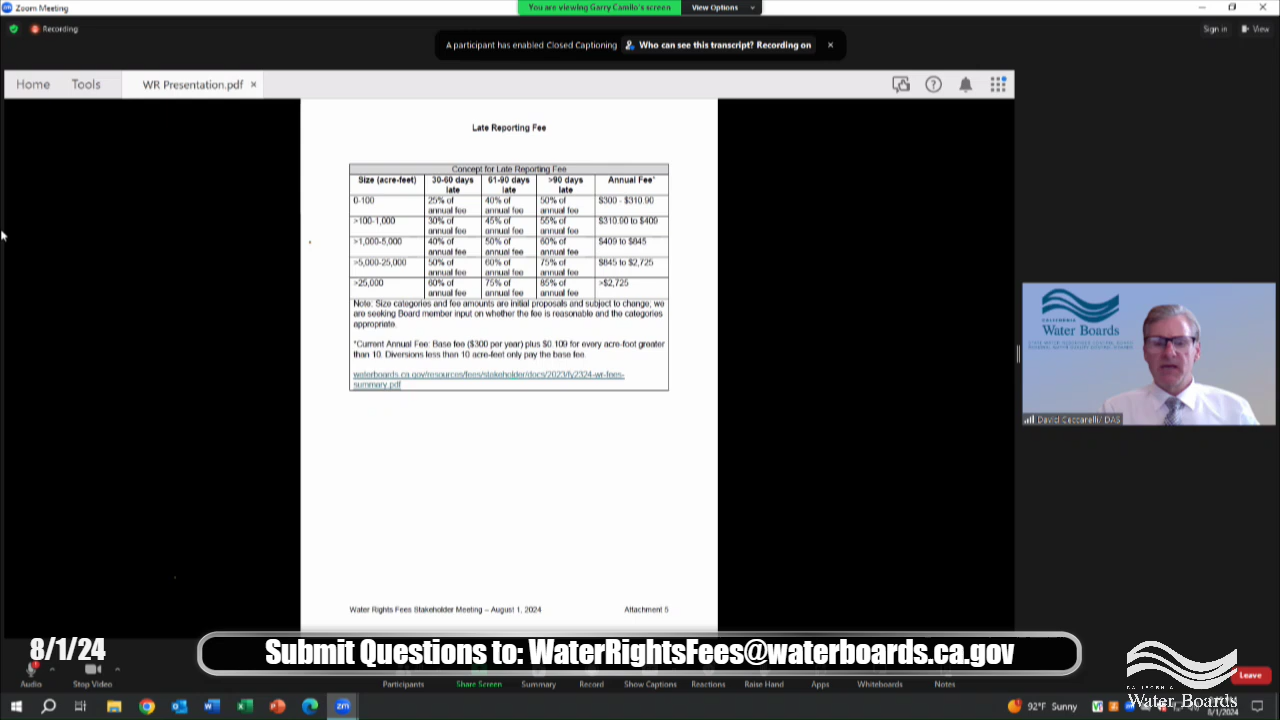 Zoom Meeting
You are viewing Garry Camilo's screen
View Options
Recording
Sign in
View
A participant has enabled Closed Captioning
Who can see this transcript? Recording on
Home
Tools
WR Presentation.pdf
Late Reporting Fee
Concept for Late Reporting Fee
Size (acre-feet) 30-60 days late 61-90 days late >90 days late Annual Fee*
0-100 25% of annual fee 40% of annual fee 50% of annual fee $300 - $310.90
>100-1,000 30% of annual fee 45% of annual fee 55% of annual fee $310.90 to $409
>1,000-5,000 40% of annual fee 50% of annual fee 60% of annual fee $409 to $845
>5,000-25,000 50% of annual fee 60% of annual fee 75% of annual fee $845 to $2,725
>25,000 60% of annual fee 75% of annual fee 85% of annual fee >$2,725
Note: Size categories and fee amounts are initial proposals and subject to change; we
are seeking Board member input on whether the fee is reasonable and the categories
appropriate.
*Current Annual Fee: Base fee ($300 per year) plus $0.109 for every acre-foot greater
than 10. Diversions less than 10 acre-feet only pay the base fee.
waterboards.ca.gov/resources/fees/stakeholder/docs/2023/fy2324-wr-fees-
summary.pdf
Water Rights Fees Stakeholder Meeting – August 1, 2024
Attachment 5
CALIFORNIA
Water Boards
David Ceccarelli/ DAS
8/1/24
Submit Questions to: WaterRightsFees@waterboards.ca.gov
Water Boards
Audio
Stop Video
Participants
Share Screen
Summary
Record
Show Captions
Reactions
Raise Hand
Apps
Whiteboards
Notes
Leave
92°F Sunny
8/1/2024